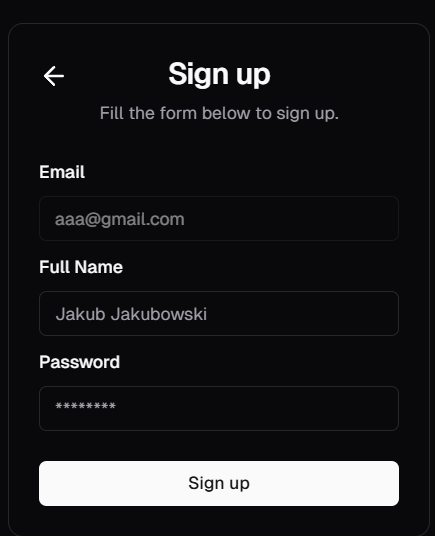 Sign up
Fill the form below to sign up.
Email
aaa@gmail.com
Full Name
Jakub Jakubowski
Password
********
Sign up